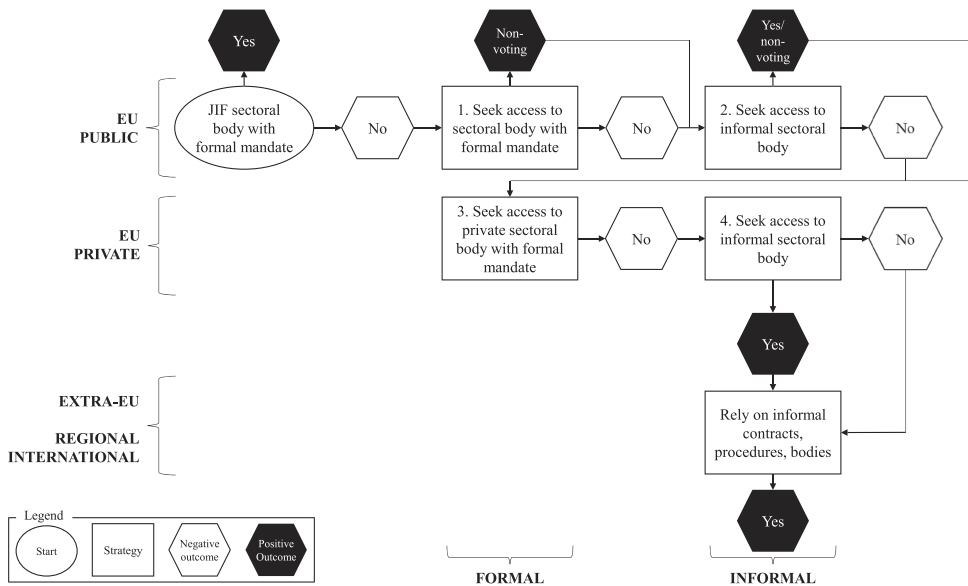 Yes
Non-
voting
Yes/
non-
voting
EU
PUBLIC
JIF sectoral
body with
formal mandate
No
1. Seek access to
sectoral body with
formal mandate
No
2. Seek access to
informal sectoral
body
No
EU
PRIVATE
3. Seek access to
private sectoral
body with formal
mandate
No
4. Seek access to
informal sectoral
body
No
Yes
EXTRA-EU
REGIONAL
INTERNATIONAL
Rely on informal
contracts,
procedures, bodies
Yes
Legend
Start
Strategy
Negative
outcome
Positive
Outcome
FORMAL
INFORMAL